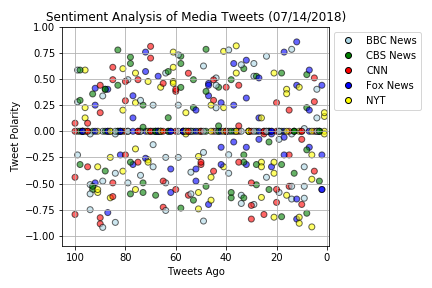 Sentiment Analysis of Media Tweets (07/14/2018)
1.00
0.75
0.50
0.25
0.00
−0.25
−0.50
−0.75
−1.00
Tweet Polarity
100
80
60
40
20
0
Tweets Ago
BBC News
CBS News
CNN
Fox News
NYT